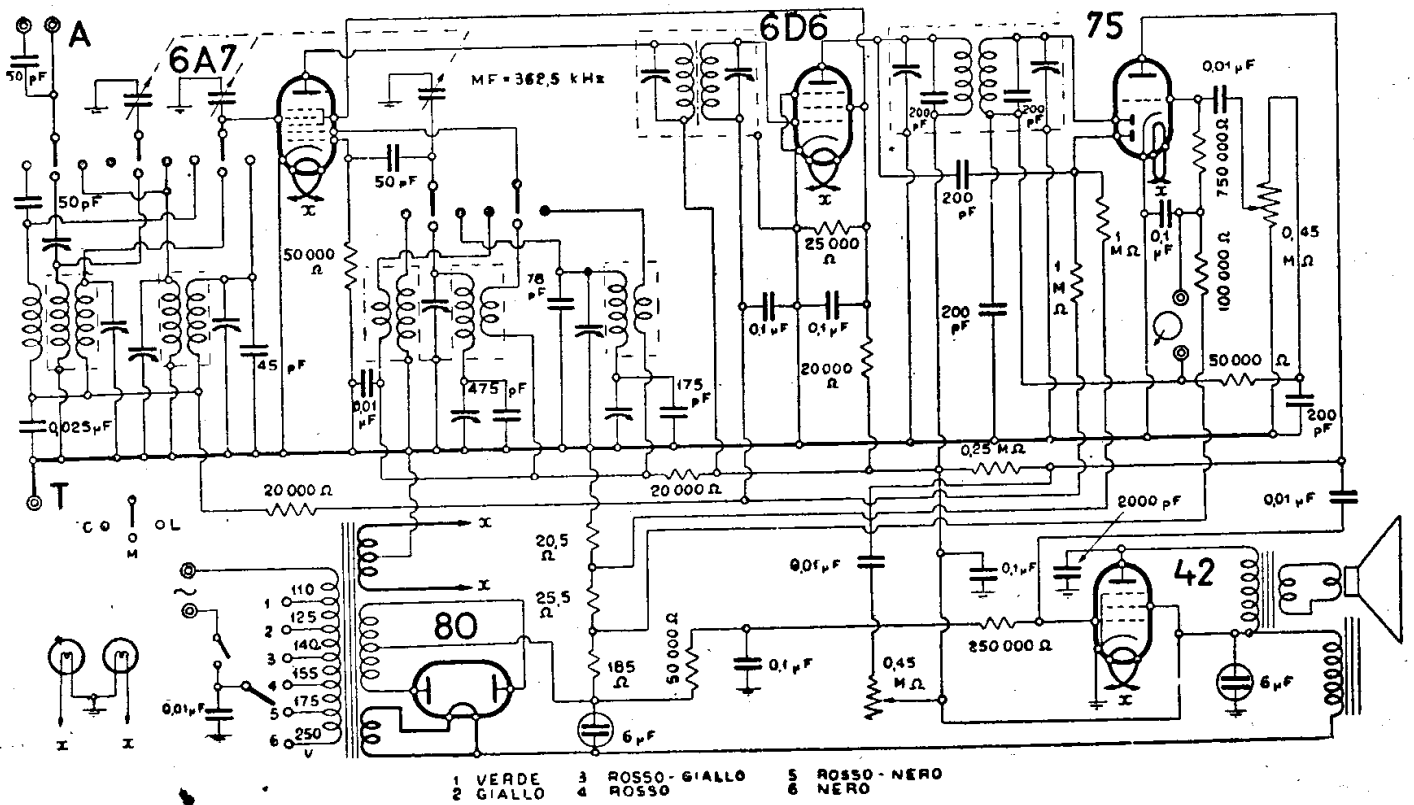 A
50 pF
6A7
MF = 362,5 kHz
6D6
75
0,01 µF
50 pF
50 pF
x
200 pF
200 pF
200 pF
x
x
750 000 Ω
0,1 µF
0,45 MΩ
100 000 Ω
1 MΩ
1 MΩ
50 000 Ω
25 000 Ω
78 pF
0,1 µF
0,1 µF
200 pF
20 000 Ω
50 000 Ω
200 pF
45 pF
0,025 µF
0,01 µF
475 pF
175 pF
T
20 000 Ω
20 000 Ω
0,25 MΩ
2000 pF
0,01 µF
C
M
L
x
x
20,5 Ω
25,5 Ω
185 Ω
0,01 µF
0,1 µF
42
~
110
1
125
2
140
3
155
4
175
5
250
6
V
80
50 000 Ω
0,1 µF
250 000 Ω
0,45 MΩ
x
6 µF
6 µF
0,01 µF
x
x
1 VERDE 3 ROSSO-GIALLO 5 ROSSO-NERO
2 GIALLO 4 ROSSO 6 NERO